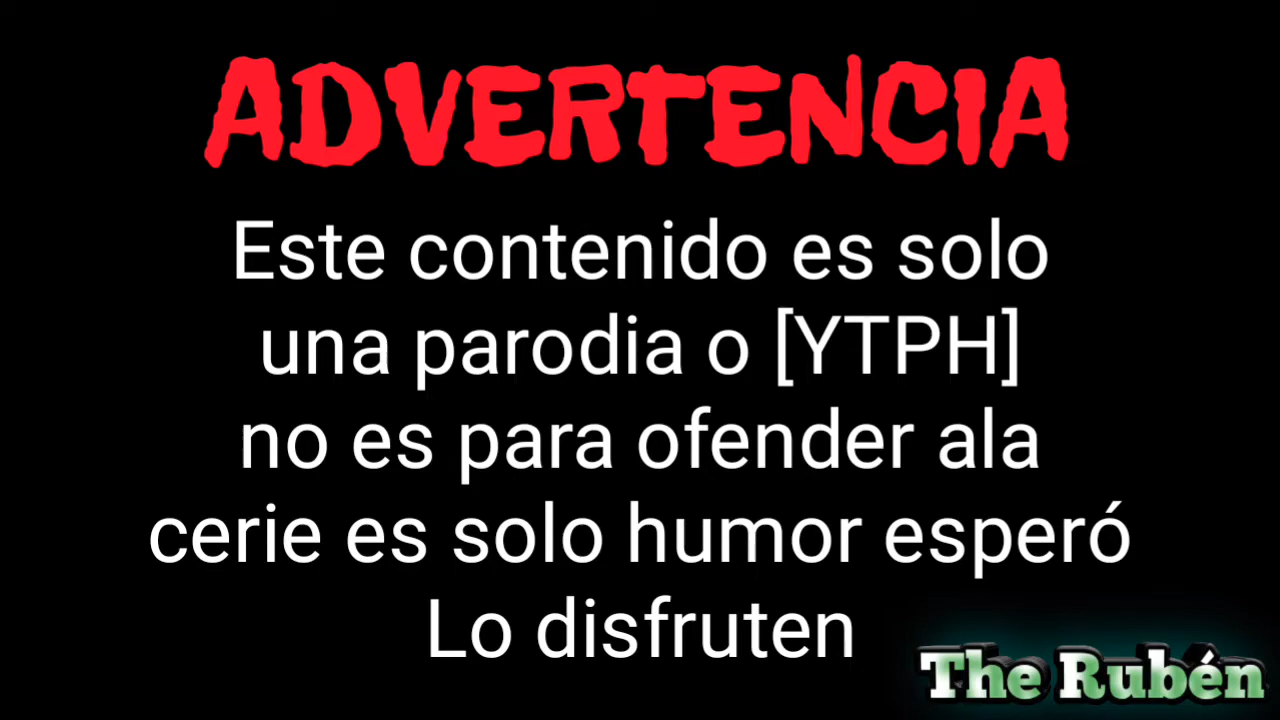 ADVERTENCIA
Este contenido es solo
una parodia o [YTPH]
no es para ofender ala
cerie es solo humor esperó
Lo disfruten
The Rubén